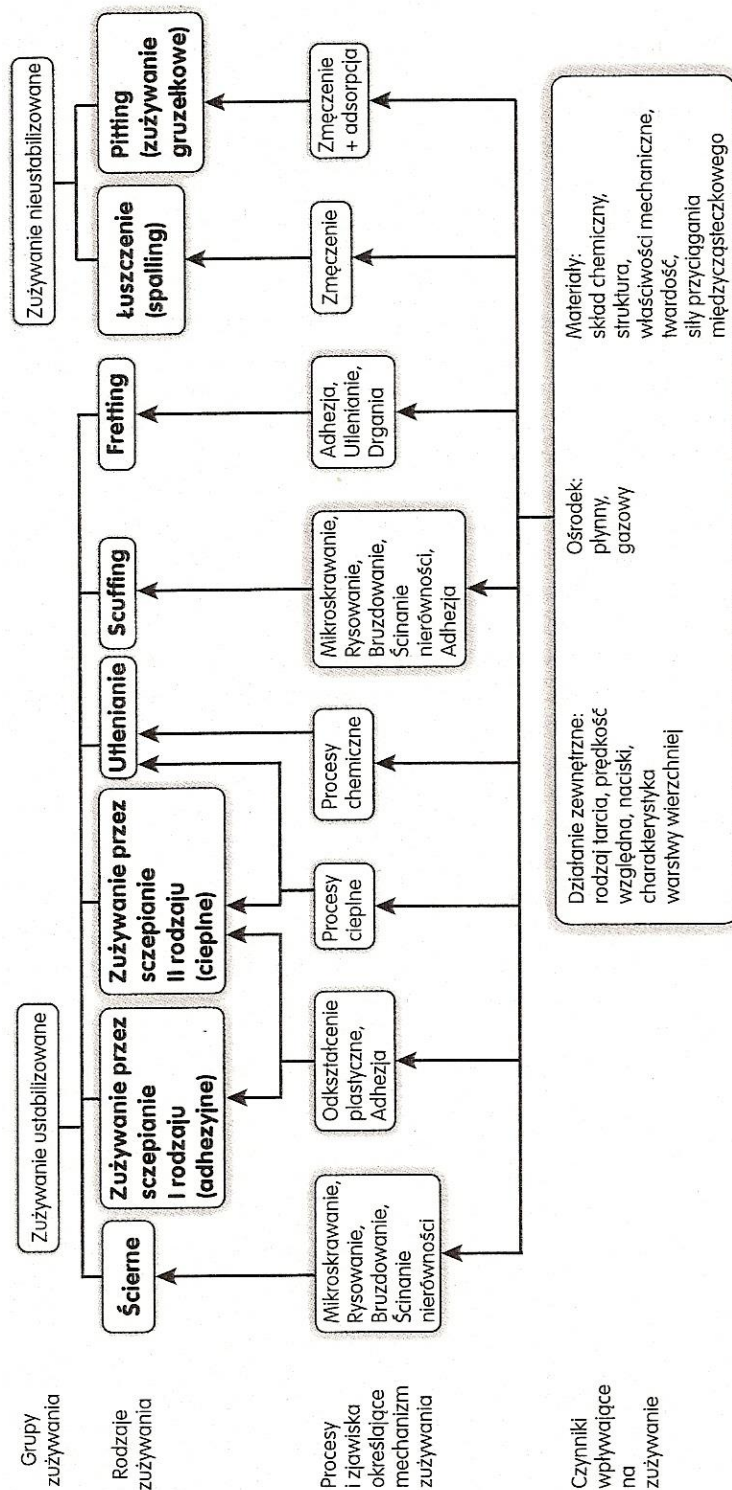 Grupy
zużywania
Zużywanie ustabilizowane
Zużywanie nieustabilizowane
Rodzaje
zużywania
Ścierne
Zużywanie przez
sczepianie
I rodzaju
(adhezyjne)
Zużywanie przez
sczepianie
II rodzaju
(cieplne)
Utlenianie
Scuffing
Fretting
Łuszczenie
(spalling)
Pitting
(zużywanie
gruzełkowe)
Procesy
i zjawiska
określające
mechanizm
zużywania
Mikroskrawanie,
Rysowanie,
Bruzdowanie,
Ścinanie
nierówności
Odkształcenie
plastyczne,
Adhezja
Procesy
cieplne
Procesy
chemiczne
Mikroskrawanie,
Rysowanie,
Bruzdowanie,
Ścinanie
nierówności,
Adhezja
Adhezja,
Utlenianie,
Drgania
Zmęczenie
Zmęczenie
+ adsorpcja
Czynniki
wpływające
na
zużywanie
Działanie zewnętrzne:
rodzaj tarcia, prędkość
względna, naciski,
charakterystyka
warstwy wierzchniej
Ośrodek:
płynny,
gazowy
Materiały:
skład chemiczny,
struktura,
właściwości mechaniczne,
twardość,
siły przyciągania
międzycząsteczkowego